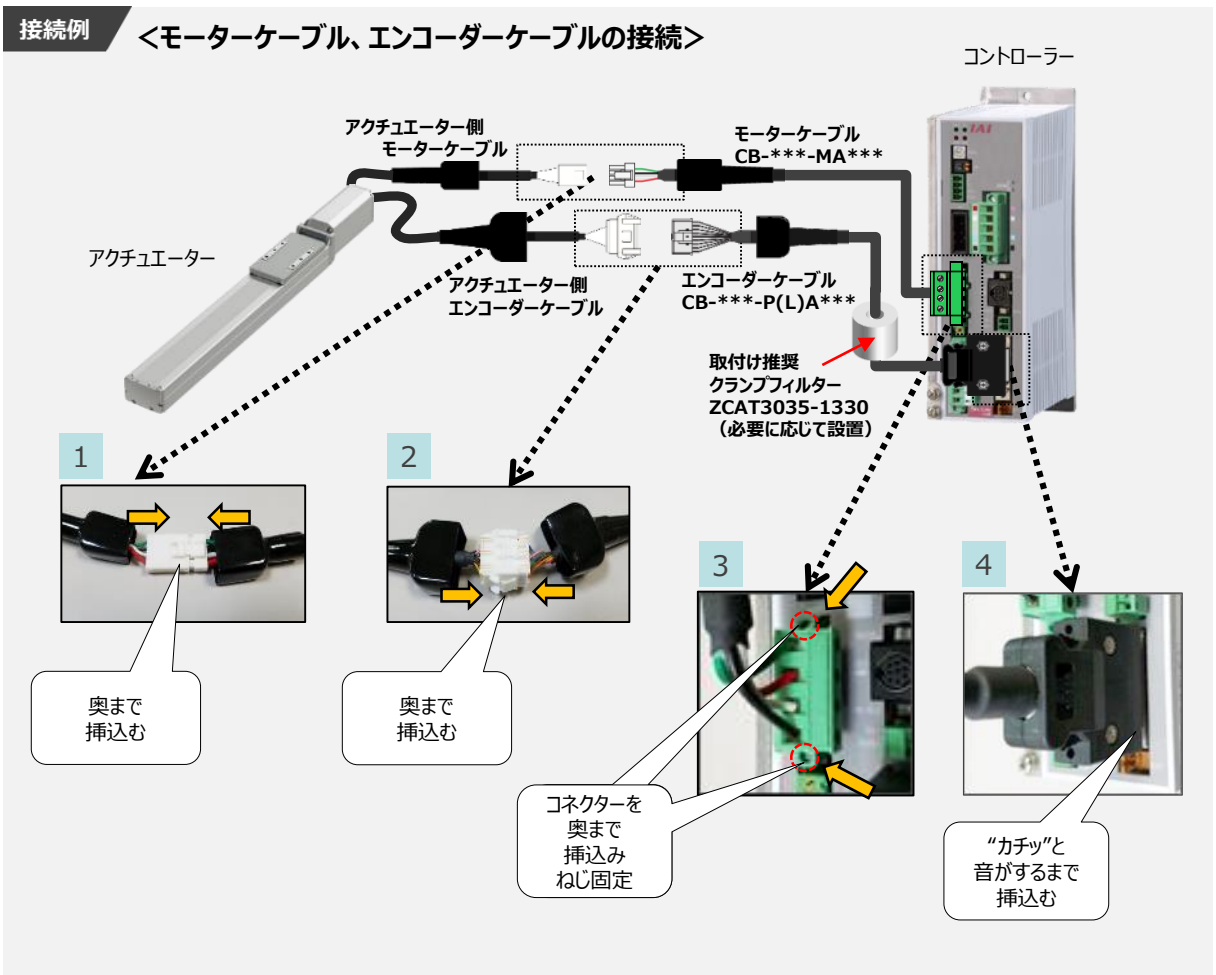 接続例
<モーターケーブル、エンコーダーケーブルの接続>
コントローラー
IAI
アクチュエーター側
モーターケーブル
モーターケーブル
CB-***-MA***
アクチュエーター
アクチュエーター側
エンコーダーケーブル
エンコーダーケーブル
CB-***-P(L)A***
取付け推奨
クランプフィルター
ZCAT3035-1330
（必要に応じて設置）
1
2
3
4
奥まで
挿込む
奥まで
挿込む
コネクターを
奥まで
挿込み
ねじ固定
“カチッ”と
音がするまで
挿込む